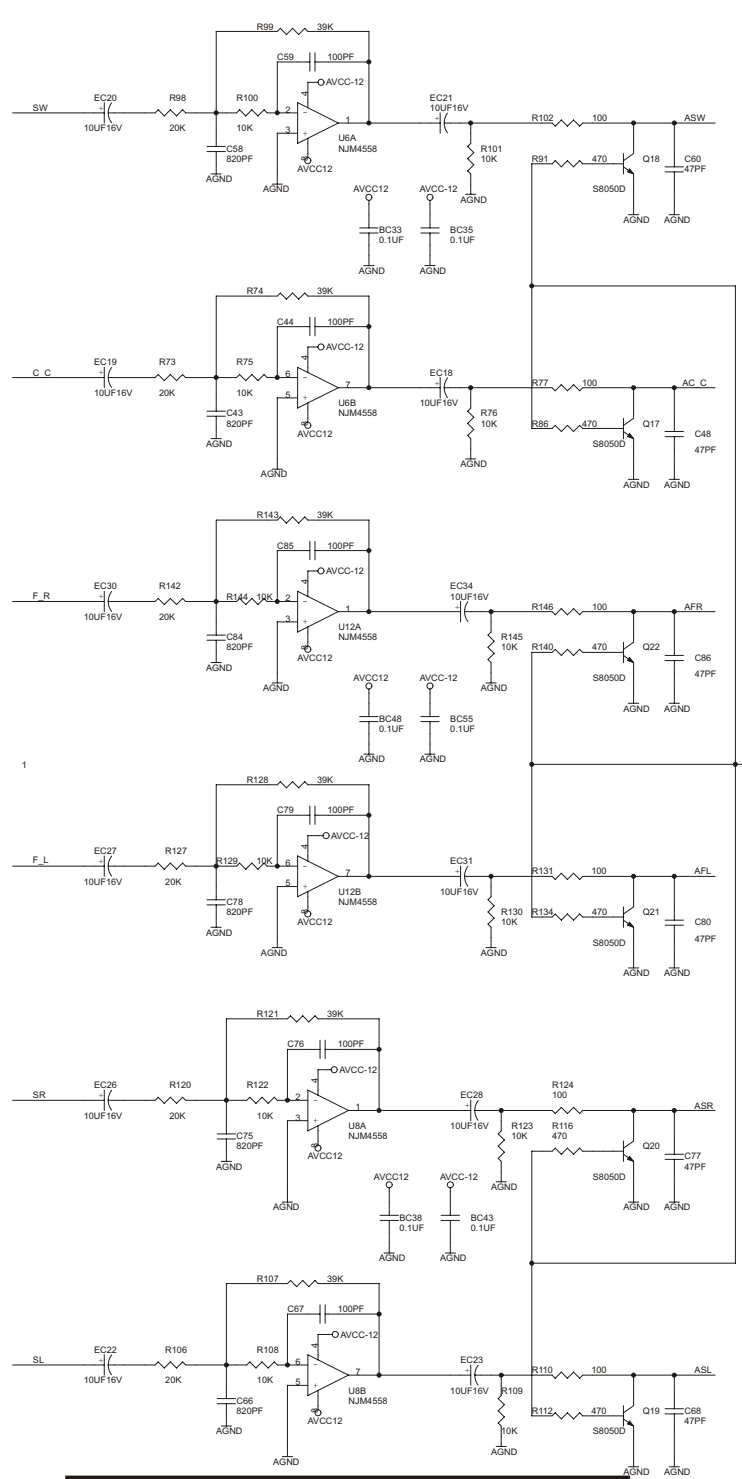 R99 39K
C59 100PF
AVCC-12
4
SW EC20 10UF16V R98 20K R100 10K 2 3 1 8 U6A NJM4558 AVCC12
C58 820PF AGND AGND
EC21 10UF16V R101 10K AGND
R102 100 ASW
R91 470 Q18 S8050D AGND
C60 47PF AGND
AVCC12 BC33 0.1UF AGND
AVCC-12 BC35 0.1UF AGND
R74 39K
C44 100PF
AVCC-12
4
C_C EC19 10UF16V R73 20K R75 10K 6 5 7 8 U6B NJM4558 AVCC12
C43 820PF AGND AGND
EC18 10UF16V R76 10K AGND
R77 100 AC_C
R86 470 Q17 S8050D AGND
C48 47PF AGND
R143 39K
C85 100PF
AVCC-12
4
F_R EC30 10UF16V R142 20K R144 10K 2 3 1 8 U12A NJM4558 AVCC12
C84 820PF AGND AGND
EC34 10UF16V R145 10K AGND
R146 100 AFR
R140 470 Q22 S8050D AGND
C86 47PF AGND
AVCC12 BC48 0.1UF AGND
AVCC-12 BC55 0.1UF AGND
1
R128 39K
C79 100PF
AVCC-12
4
F_L EC27 10UF16V R127 20K R129 10K 6 5 7 8 U12B NJM4558 AVCC12
C78 820PF AGND AGND
EC31 10UF16V R130 10K AGND
R131 100 AFL
R134 470 Q21 S8050D AGND
C80 47PF AGND
R121 39K
C76 100PF
AVCC-12
4
SR EC26 10UF16V R120 20K R122 10K 2 3 1 8 U8A NJM4558 AVCC12
C75 820PF AGND AGND
EC28 10UF16V R123 10K AGND
R124 100 ASR
R116 470 Q20 S8050D AGND
C77 47PF AGND
AVCC12 BC38 0.1UF AGND
AVCC-12 BC43 0.1UF AGND
R107 39K
C67 100PF
AVCC-12
4
SL EC22 10UF16V R106 20K R108 10K 6 5 7 8 U8B NJM4558 AVCC12
C66 820PF AGND AGND
EC23 10UF16V R109 10K AGND
R110 100 ASL
R112 470 Q19 S8050D AGND
C68 47PF AGND